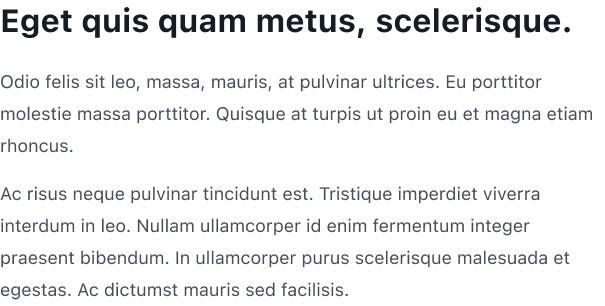 Eget quis quam metus, scelerisque.
Odio felis sit leo, massa, mauris, at pulvinar ultrices. Eu porttitor
molestie massa porttitor. Quisque at turpis ut proin eu et magna etiam
rhoncus.
Ac risus neque pulvinar tincidunt est. Tristique imperdiet viverra
interdum in leo. Nullam ullamcorper id enim fermentum integer
praesent bibendum. In ullamcorper purus scelerisque malesuada et
egestas. Ac dictumst mauris sed facilisis.